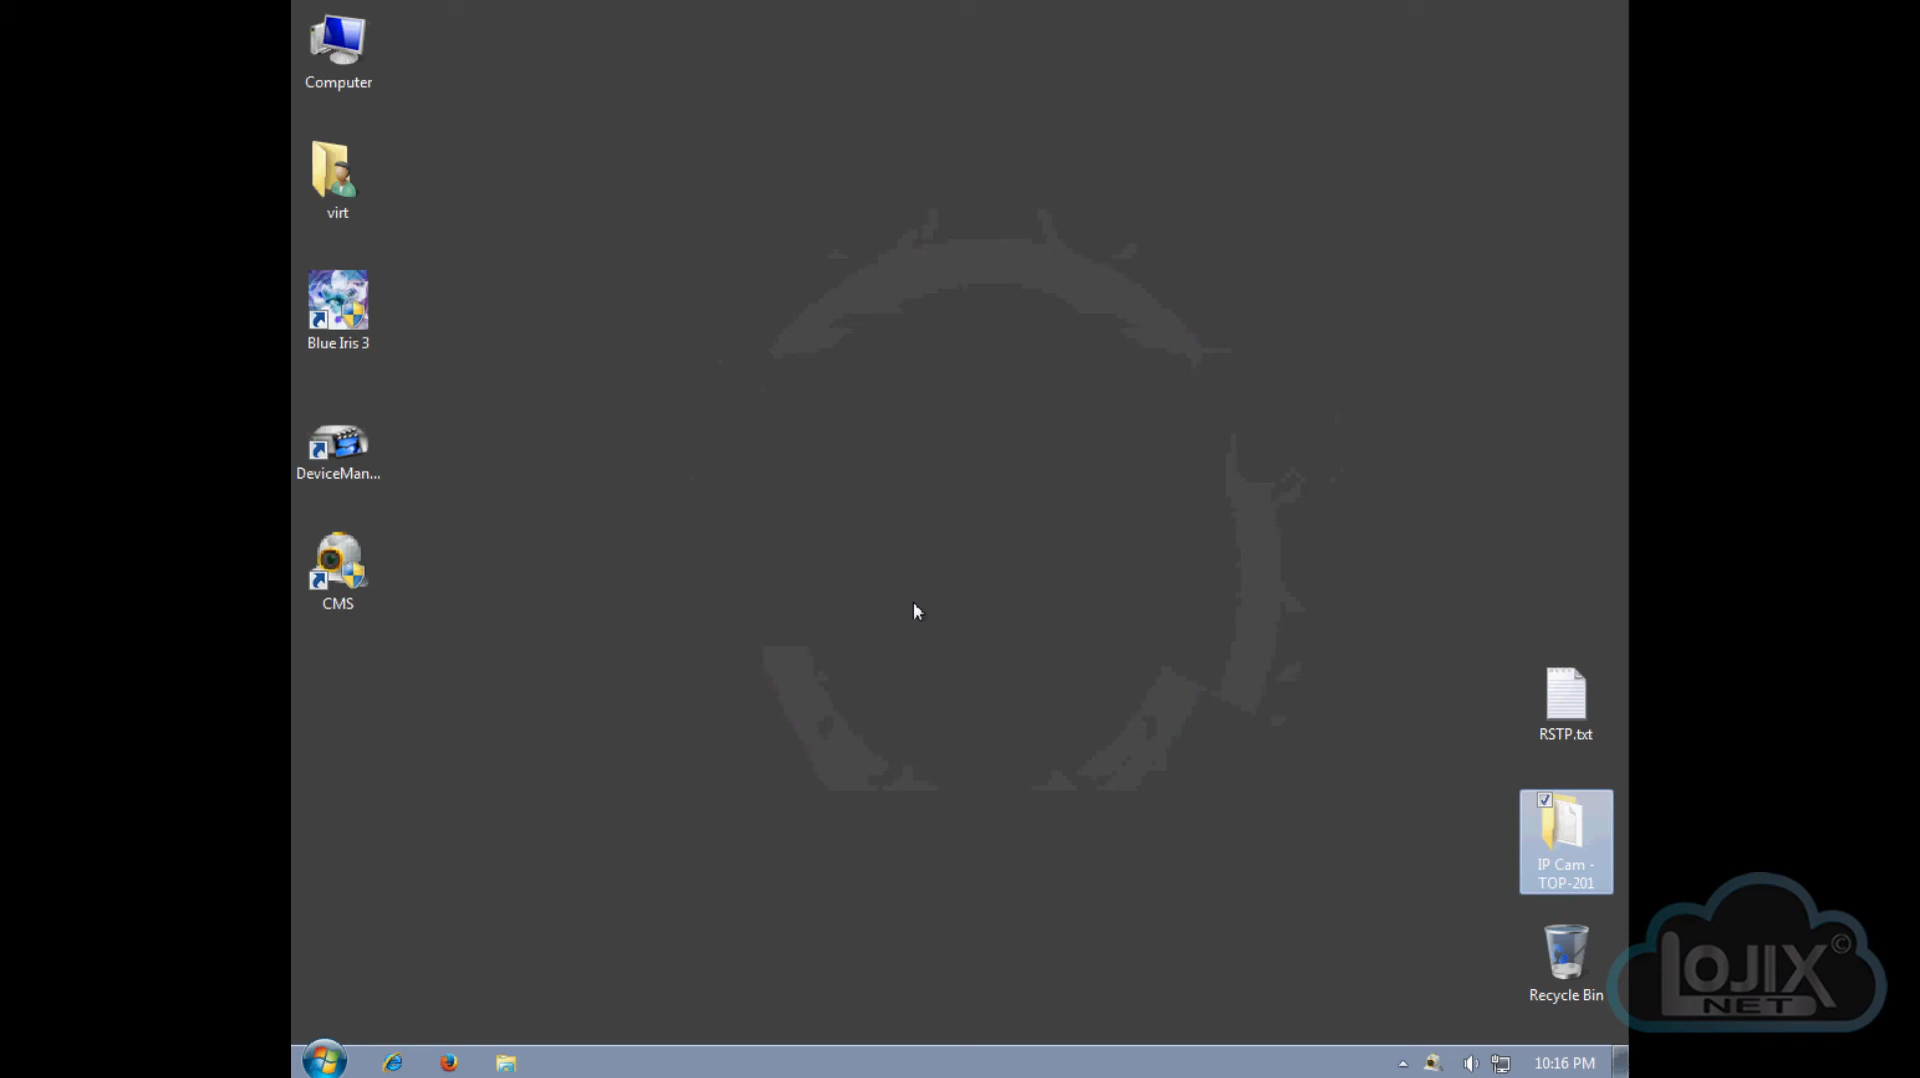 Computer
virt
Blue Iris 3
DeviceMan...
CMS
RSTP.txt
IP Cam -
TOP-201
Recycle Bin
LOJIX©
NET
10:16 PM